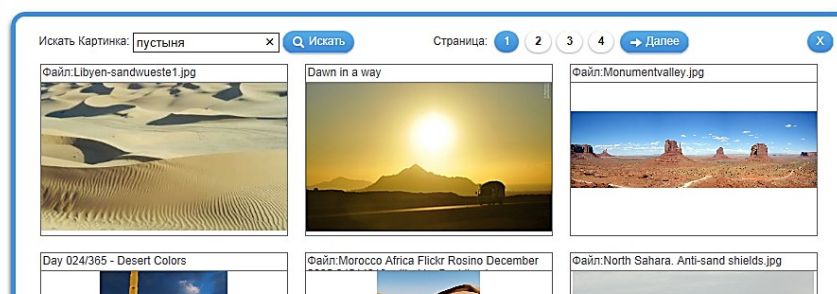 Искать Картинка: пустыня × Искать Страница: 1 2 3 4 Далее X
Файл:Libyen-sandwueste1.jpg
Dawn in a way
Файл:Monumentvalley.jpg
Day 024/365 - Desert Colors
Файл:Morocco Africa Flickr Rosino December
Файл:North Sahara. Anti-sand shields.jpg